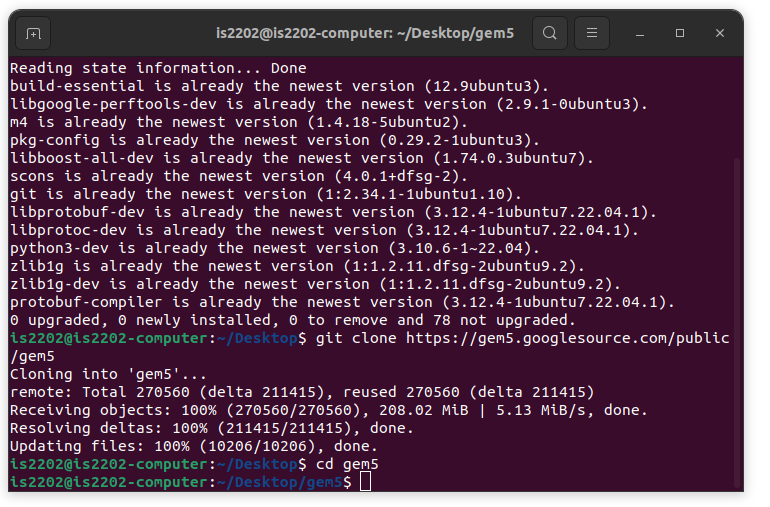 is2202@is2202-computer: ~/Desktop/gem5
Reading state information... Done
build-essential is already the newest version (12.9ubuntu3).
libgoogle-perftools-dev is already the newest version (2.9.1-0ubuntu3).
m4 is already the newest version (1.4.18-5ubuntu2).
pkg-config is already the newest version (0.29.2-1ubuntu3).
libboost-all-dev is already the newest version (1.74.0.3ubuntu7).
scons is already the newest version (4.0.1+dfsg-2).
git is already the newest version (1:2.34.1-1ubuntu1.10).
libprotobuf-dev is already the newest version (3.12.4-1ubuntu7.22.04.1).
libprotoc-dev is already the newest version (3.12.4-1ubuntu7.22.04.1).
python3-dev is already the newest version (3.10.6-1~22.04).
zlib1g is already the newest version (1:1.2.11.dfsg-2ubuntu9.2).
zlib1g-dev is already the newest version (1:1.2.11.dfsg-2ubuntu9.2).
protobuf-compiler is already the newest version (3.12.4-1ubuntu7.22.04.1).
0 upgraded, 0 newly installed, 0 to remove and 78 not upgraded.
is2202@is2202-computer:~/Desktop$ git clone https://gem5.googlesource.com/public
/gem5
Cloning into 'gem5'...
remote: Total 270560 (delta 211415), reused 270560 (delta 211415)
Receiving objects: 100% (270560/270560), 208.02 MiB | 5.13 MiB/s, done.
Resolving deltas: 100% (211415/211415), done.
Updating files: 100% (10206/10206), done.
is2202@is2202-computer:~/Desktop$ cd gem5
is2202@is2202-computer:~/Desktop/gem5$